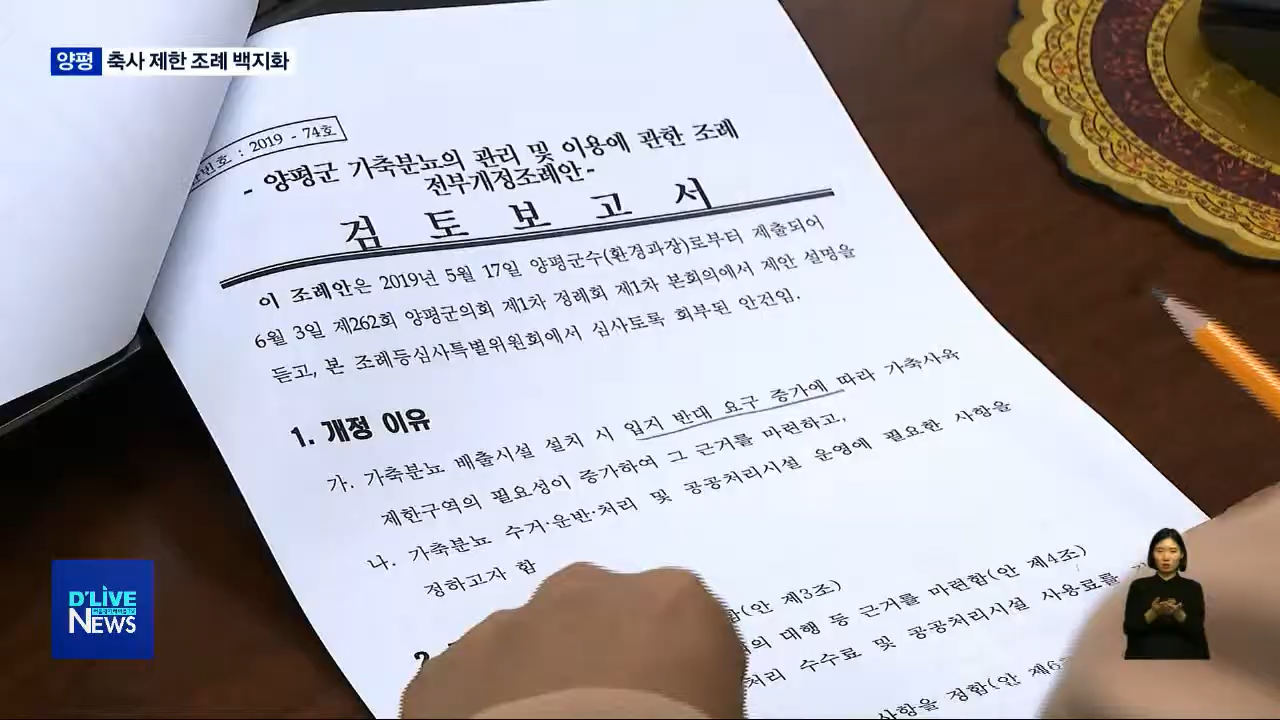 양평 축사 제한 조례 백지화
번호 : 2019 - 74호
- 양평군 가축분뇨의 관리 및 이용에 관한 조례
전부개정조례안-
검 토 보 고 서
이 조례안은 2019년 5월 17일 양평군수(환경과장)로부터 제출되어
6월 3일 제262회 양평군의회 제1차 정례회 제1차 본회의에서 제안 설명을
듣고, 본 조례등심사특별위원회에서 심사토록 회부된 안건임.
1. 개정 이유
가. 가축분뇨 배출시설 설치 시 입지 반대 요구 증가에 따라 가축사육
제한구역의 필요성이 증가하여 그 근거를 마련하고,
나. 가축분뇨 수거·운반·처리 및 공공처리시설 운영에 필요한 사항을
정하고자 함
2.
(안 제3조)
의 대행 등 근거를 마련함(안 제4조)
처리 수수료 및 공공처리시설 사용료를
사항을 정함(안 제6
D'LIVE
NEWS